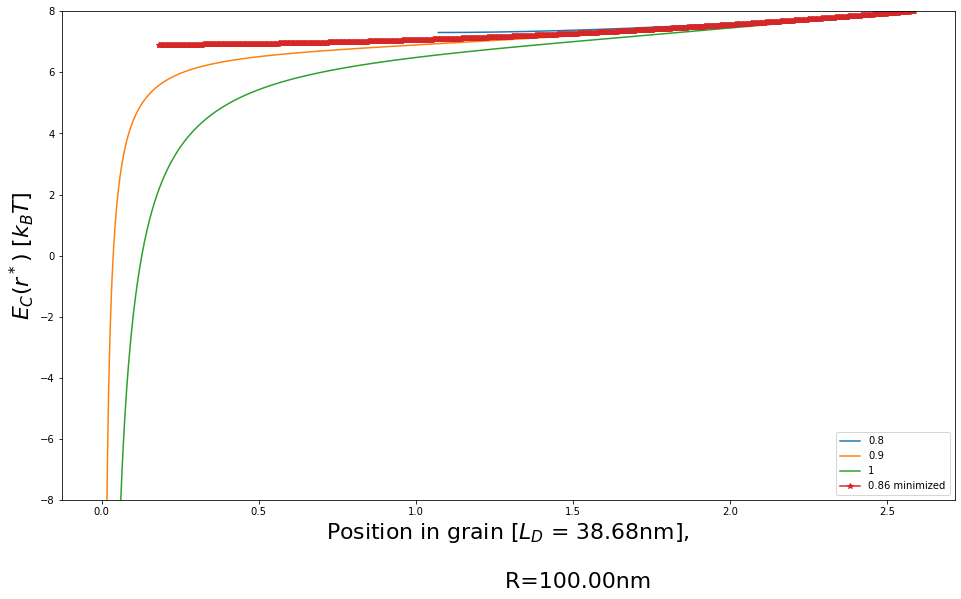 8
6
4
2
0
−2
−4
−6
−8
E_C(r*) [k_BT]
0.0 0.5 1.0 1.5 2.0 2.5
Position in grain [L_D = 38.68nm],
R=100.00nm
0.8
0.9
1
0.86 minimized